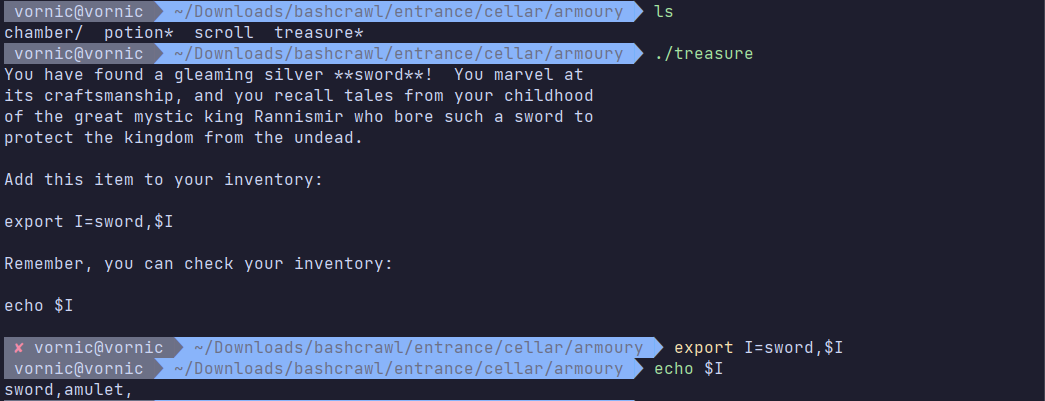 vornic@vornic ~/Downloads/bashcrawl/entrance/cellar/armoury ls
chamber/ potion* scroll treasure*
vornic@vornic ~/Downloads/bashcrawl/entrance/cellar/armoury ./treasure
You have found a gleaming silver **sword**! You marvel at
its craftsmanship, and you recall tales from your childhood
of the great mystic king Rannismir who bore such a sword to
protect the kingdom from the undead.
Add this item to your inventory:
export I=sword,$I
Remember, you can check your inventory:
echo $I
✘ vornic@vornic ~/Downloads/bashcrawl/entrance/cellar/armoury export I=sword,$I
vornic@vornic ~/Downloads/bashcrawl/entrance/cellar/armoury echo $I
sword,amulet,